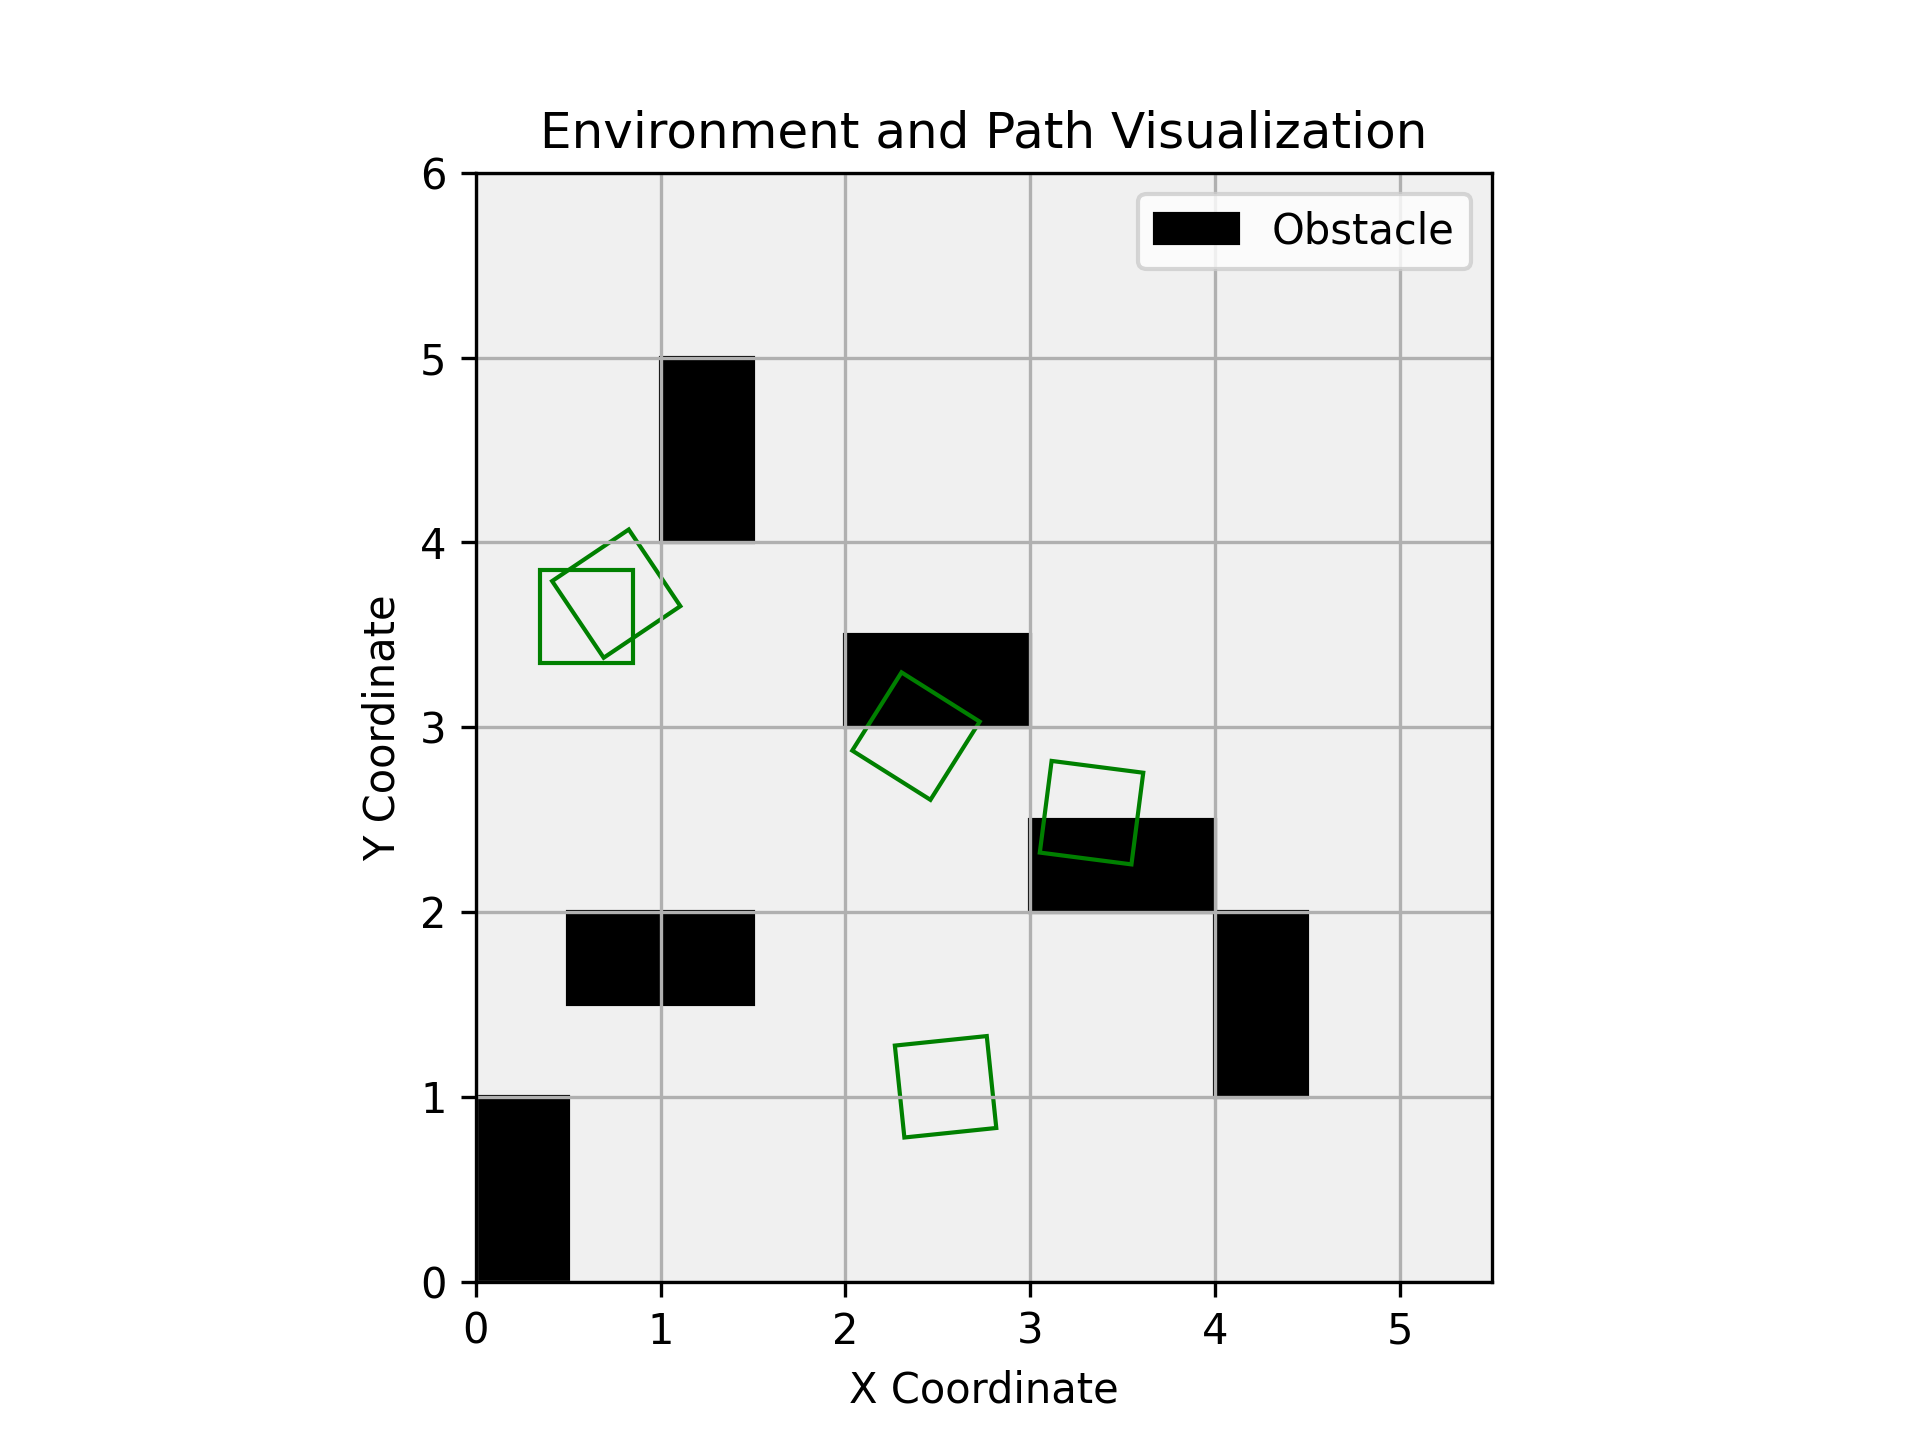 Environment and Path Visualization
Obstacle
6
5
4
3
2
1
0
Y Coordinate
0 1 2 3 4 5
X Coordinate